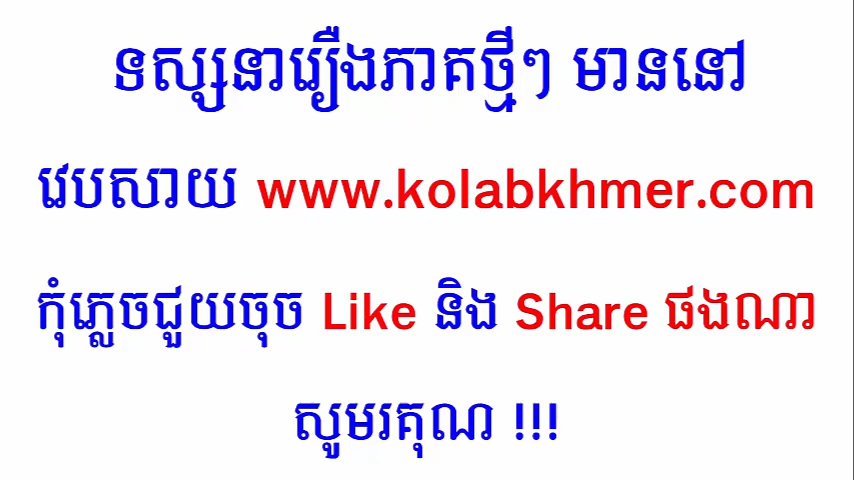 ទស្សនារឿងភាគថ្មីៗ មាននៅ
វេបសាយ www.kolabkhmer.com
កុំភ្លេចជួយចុច Like និង Share ផងណា
សូមរគុណ !!!